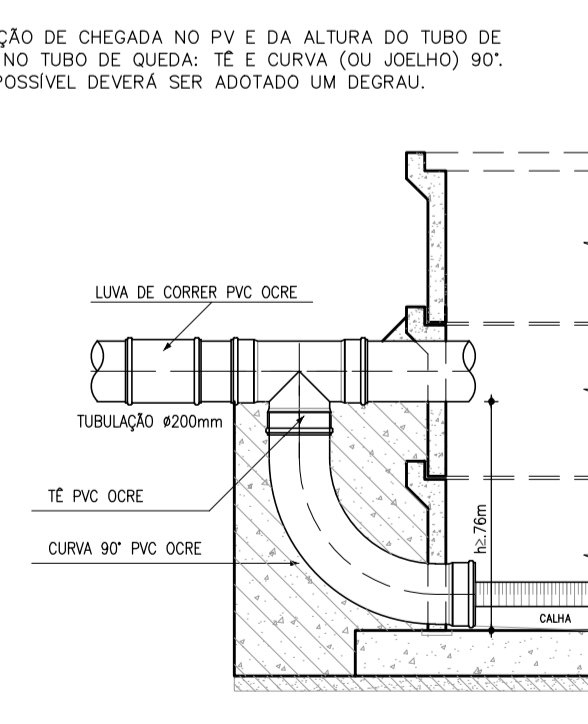 ÇÃO DE CHEGADA NO PV E DA ALTURA DO TUBO DE
NO TUBO DE QUEDA: TÊ E CURVA (OU JOELHO) 90°.
POSSÍVEL DEVERÁ SER ADOTADO UM DEGRAU.
LUVA DE CORRER PVC OCRE
TUBULAÇÃO ø200mm
TÊ PVC OCRE
h≥.76m
CURVA 90° PVC OCRE
CALHA